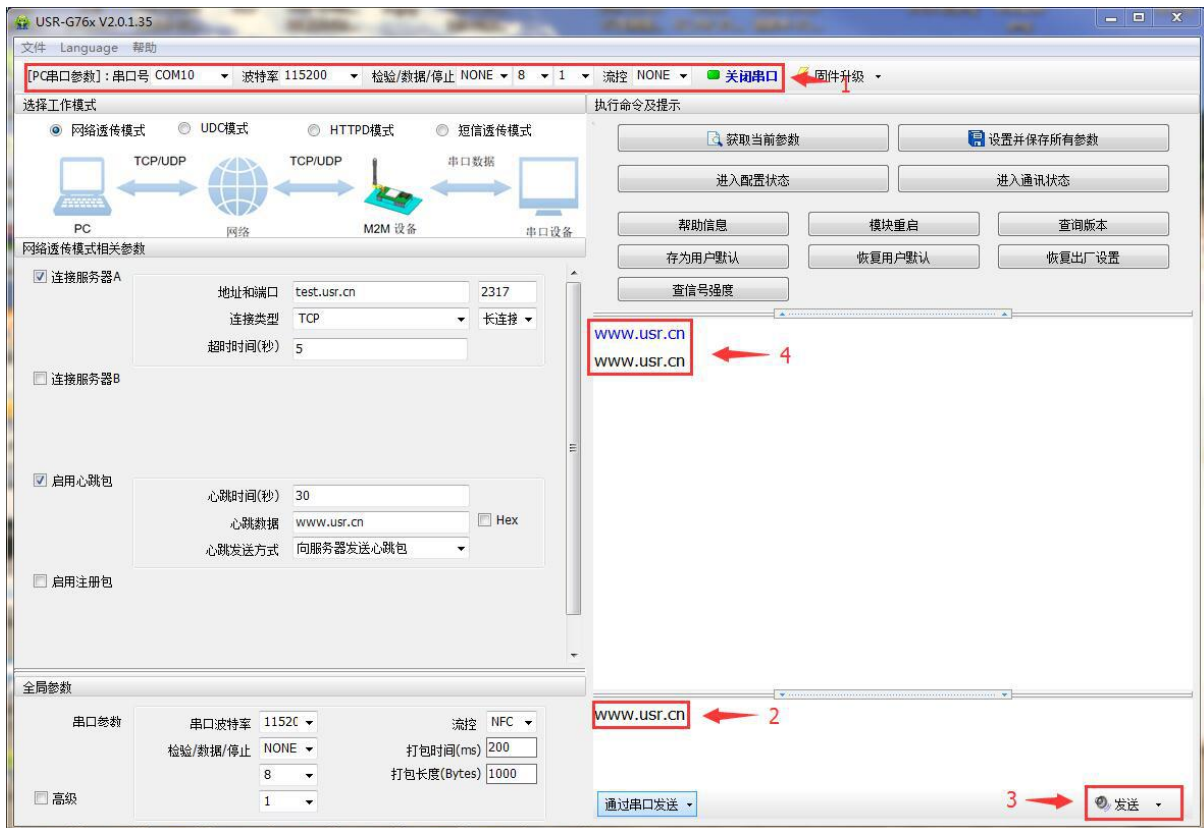 USR-G76x V2.0.1.35
文件 Language 帮助
[PC串口参数]：串口号 COM10 波特率 115200 检验/数据/停止 NONE 8 1 流控 NONE 关闭串口 固件升级
1
选择工作模式
网络透传模式 UDC模式 HTTPD模式 短信透传模式
TCP/UDP TCP/UDP 串口数据
PC 网络 M2M 设备 串口设备
网络透传模式相关参数
连接服务器A
地址和端口 test.usr.cn 2317
连接类型 TCP 长连接
超时时间(秒) 5
连接服务器B
启用心跳包
心跳时间(秒) 30
心跳数据 www.usr.cn Hex
心跳发送方式 向服务器发送心跳包
启用注册包
全局参数
串口参数 串口波特率 1152 流控 NFC
检验/数据/停止 NONE 打包时间(ms) 200
8 打包长度(Bytes) 1000
高级 1
执行命令及提示
获取当前参数 设置并保存所有参数
进入配置状态 进入通讯状态
帮助信息 模块重启 查询版本
存为用户默认 恢复用户默认 恢复出厂设置
查信号强度
www.usr.cn
www.usr.cn
4
www.usr.cn 2
通过串口发送 3 发送